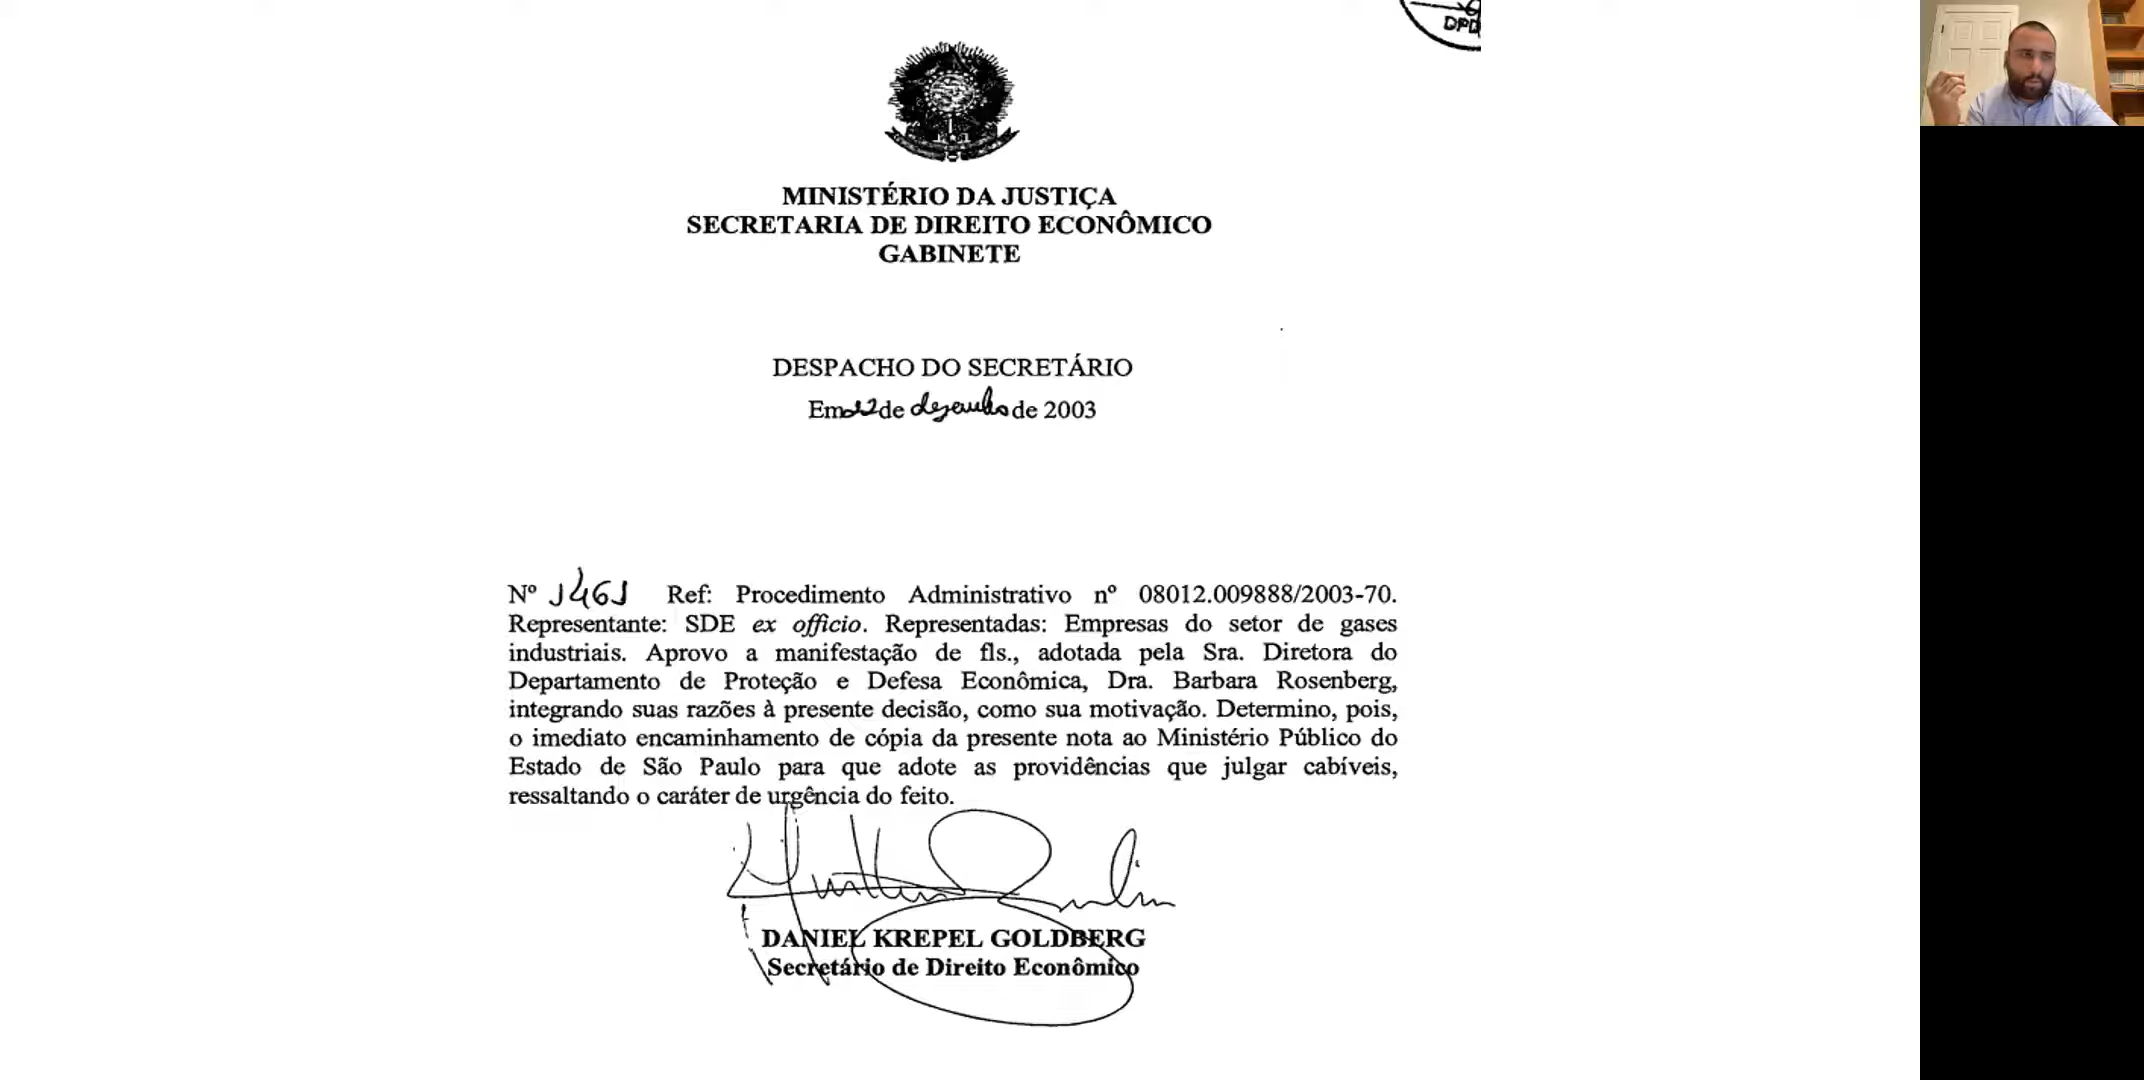 DPD
MINISTÉRIO DA JUSTIÇA
SECRETARIA DE DIREITO ECONÔMICO
GABINETE
DESPACHO DO SECRETÁRIO
Em de dezembro de 2003
Nº 1461 Ref: Procedimento Administrativo nº 08012.009888/2003-70.
Representante: SDE ex officio. Representadas: Empresas do setor de gases
industriais. Aprovo a manifestação de fls., adotada pela Sra. Diretora do
Departamento de Proteção e Defesa Econômica, Dra. Barbara Rosenberg,
integrando suas razões à presente decisão, como sua motivação. Determino, pois,
o imediato encaminhamento de cópia da presente nota ao Ministério Público do
Estado de São Paulo para que adote as providências que julgar cabíveis,
ressaltando o caráter de urgência do feito.
DANIEL KREPEL GOLDBERG
Secretário de Direito Econômico